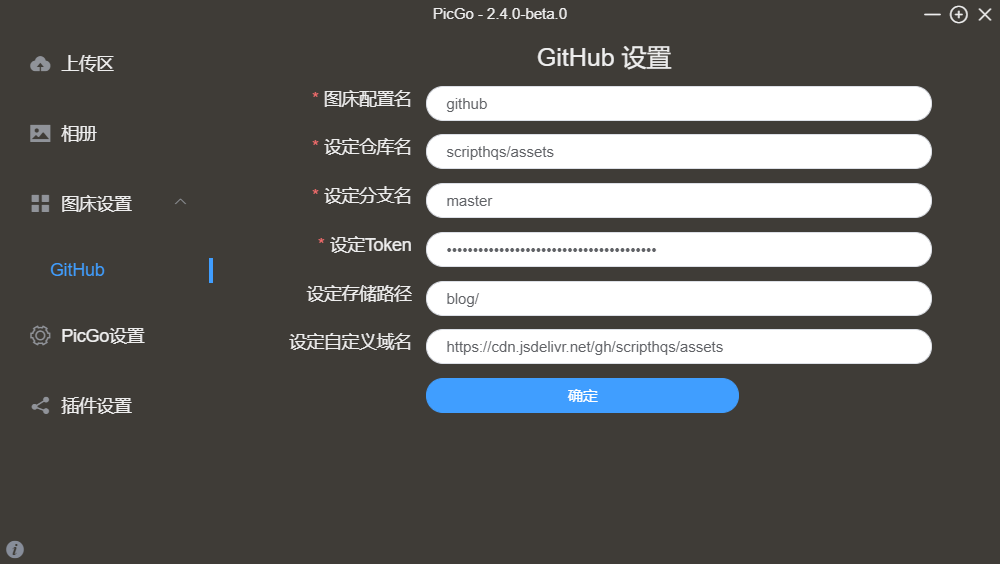 PicGo - 2.4.0-beta.0
上传区
相册
图床设置
GitHub
PicGo设置
插件设置
GitHub 设置
* 图床配置名
github
* 设定仓库名
scripthqs/assets
* 设定分支名
master
* 设定Token
••••••••••••••••••••••••••••••••••••••••
设定存储路径
blog/
设定自定义域名
https://cdn.jsdelivr.net/gh/scripthqs/assets
确定